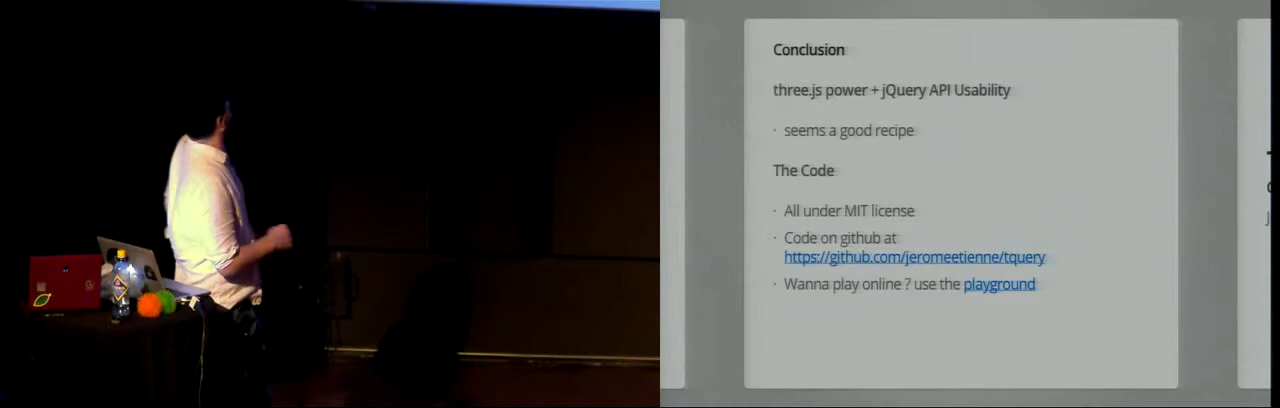 Conclusion
three.js power + jQuery API Usability
· seems a good recipe
The Code
· All under MIT license
· Code on github at
https://github.com/jeromeetienne/tquery
· Wanna play online ? use the playground